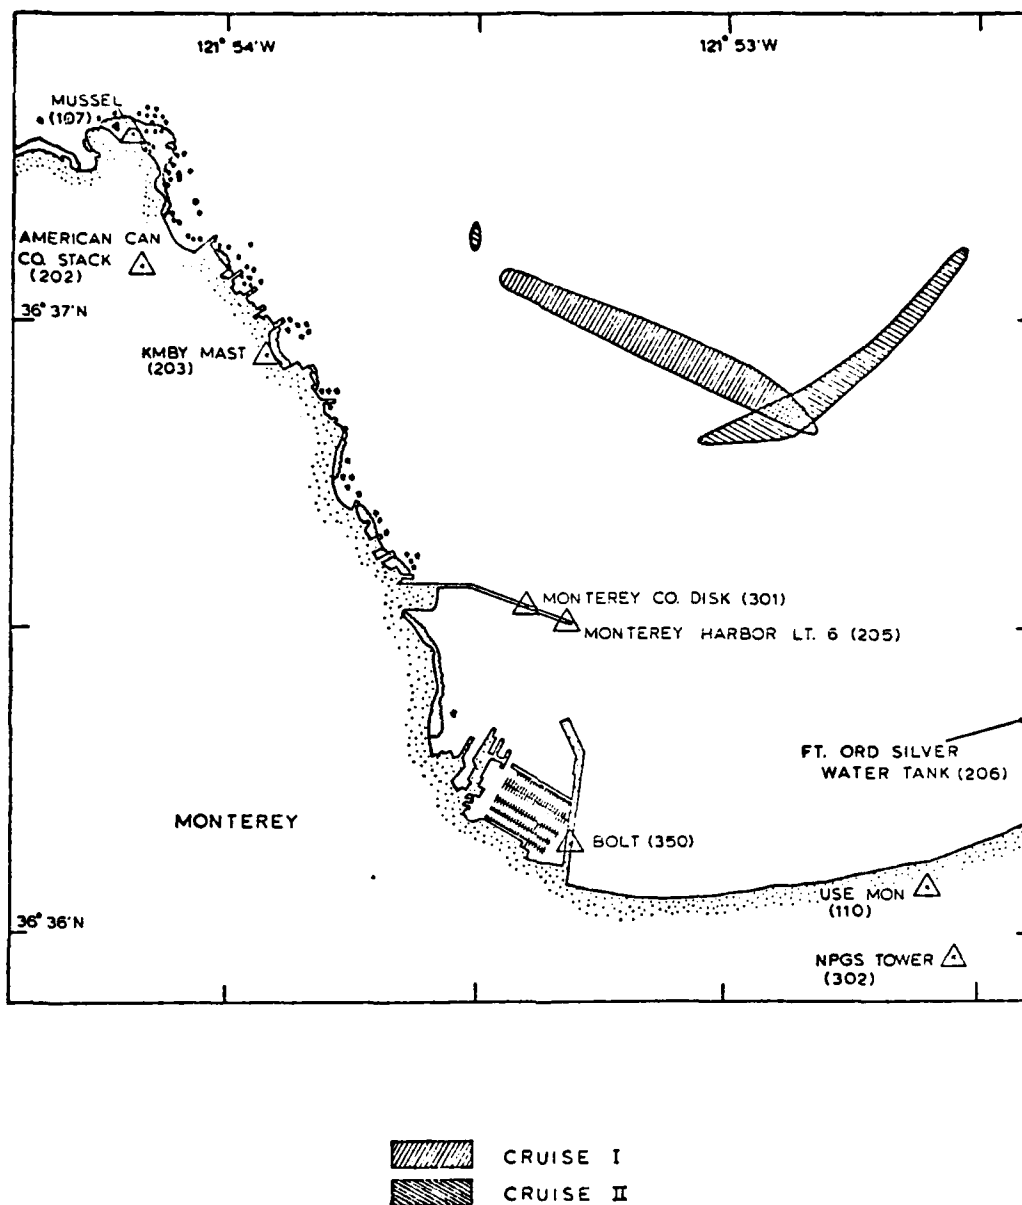 121° 54'W
121° 53'W
MUSSEL
(107)
AMERICAN CAN
CO. STACK
(202)
36° 37'N
KMBY MAST
(203)
MONTEREY CO. DISK (301)
MONTEREY HARBOR LT. 6 (205)
FT. ORD SILVER
WATER TANK (206)
MONTEREY
BOLT (350)
USE MON
(110)
36° 36'N
NPGS TOWER
(302)
CRUISE I
CRUISE II